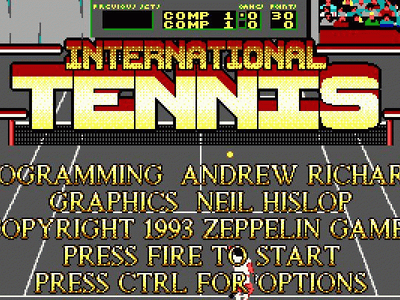 PREVIOUS SETS GAMES POINTS
COMP 1 0 30
COMP 1 0 0
INTERNATIONAL
TENNIS
OGRAMMING ANDREW RICHAR
GRAPHICS NEIL HISLOP
OPYRIGHT 1993 ZEPPELIN GAME
PRESS FIRE TO START
PRESS CTRL FOR OPTIONS